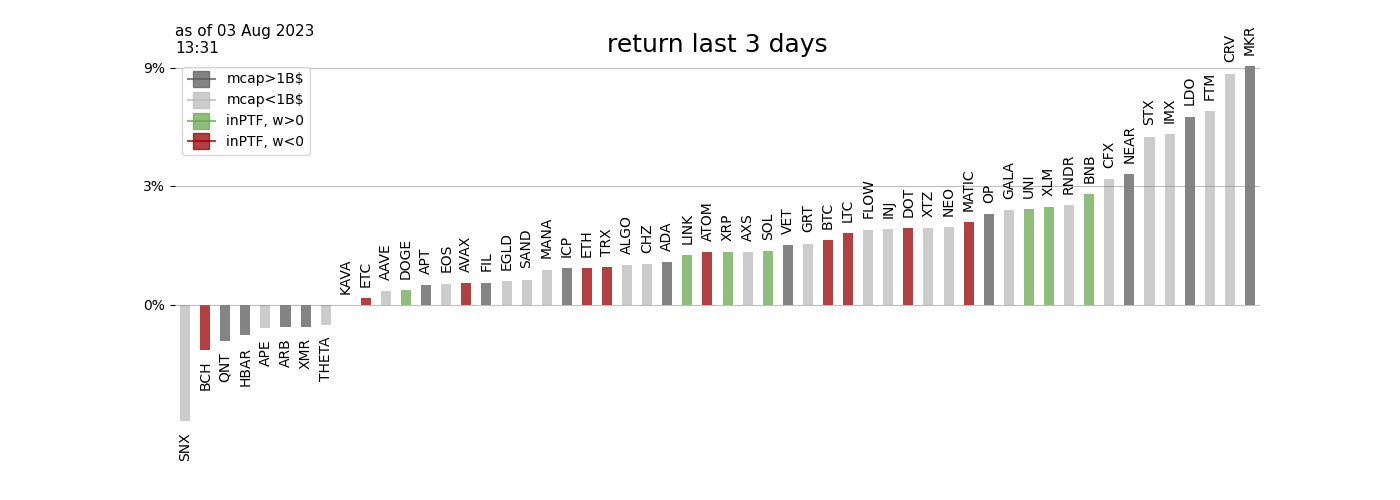 as of 03 Aug 2023
13:31
return last 3 days
mcap>1B$
mcap<1B$
inPTF, w>0
inPTF, w<0
9%
3%
0%
SNX
BCH
QNT
HBAR
APE
ARB
XMR
THETA
KAVA
ETC
AAVE
DOGE
APT
EOS
AVAX
FIL
EGLD
SAND
MANA
ICP
ETH
TRX
ALGO
CHZ
ADA
LINK
ATOM
XRP
AXS
SOL
VET
GRT
BTC
LTC
FLOW
INJ
DOT
XTZ
NEO
MATIC
OP
GALA
UNI
XLM
RNDR
BNB
CFX
NEAR
STX
IMX
LDO
FTM
CRV
MKR